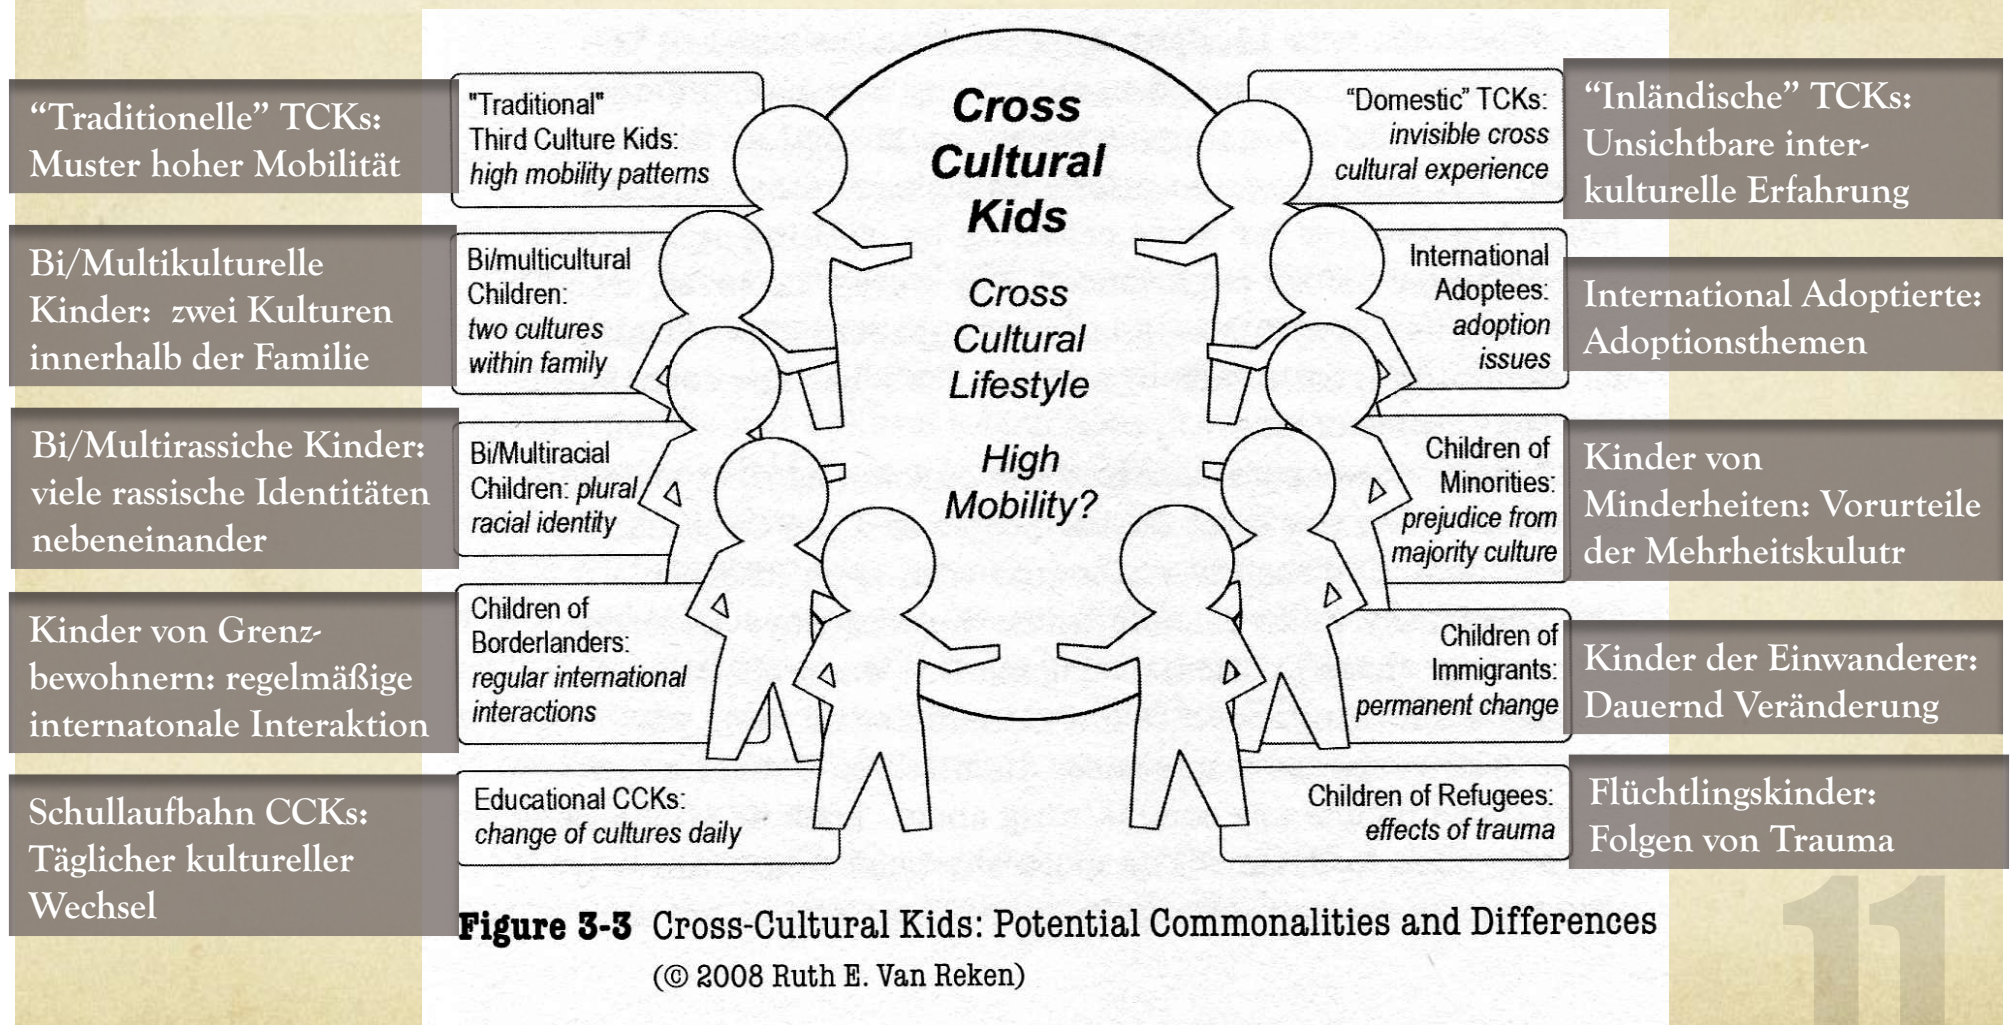 “Traditionelle” TCKs:
Muster hoher Mobilität
Bi/Multikulturelle
Kinder:  zwei Kulturen
innerhalb der Familie
Bi/Multirassiche Kinder:
viele rassische Identitäten
nebeneinander
Kinder von Grenz-
bewohnern: regelmäßige
internatonale Interaktion
Schullaufbahn CCKs:
Täglicher kultureller
Wechsel
"Traditional"
Third Culture Kids:
high mobility patterns
Bi/multicultural
Children:
two cultures
within family
Bi/Multiracial
Children: plural
racial identity
Children of
Borderlanders:
regular international
interactions
Educational CCKs:
change of cultures daily
Cross
Cultural
Kids
Cross
Cultural
Lifestyle
High
Mobility?
"Domestic" TCKs:
invisible cross
cultural experience
International
Adoptees:
adoption
issues
Children of
Minorities:
prejudice from
majority culture
Children of
Immigrants:
permanent change
Children of Refugees:
effects of trauma
“Inländische” TCKs:
Unsichtbare inter-
kulturelle Erfahrung
International Adoptierte:
Adoptionsthemen
Kinder von
Minderheiten: Vorurteile
der Mehrheitskulutr
Kinder der Einwanderer:
Dauernd Veränderung
Flüchtlingskinder:
Folgen von Trauma
Figure 3-3 Cross-Cultural Kids: Potential Commonalities and Differences
(© 2008 Ruth E. Van Reken)
11